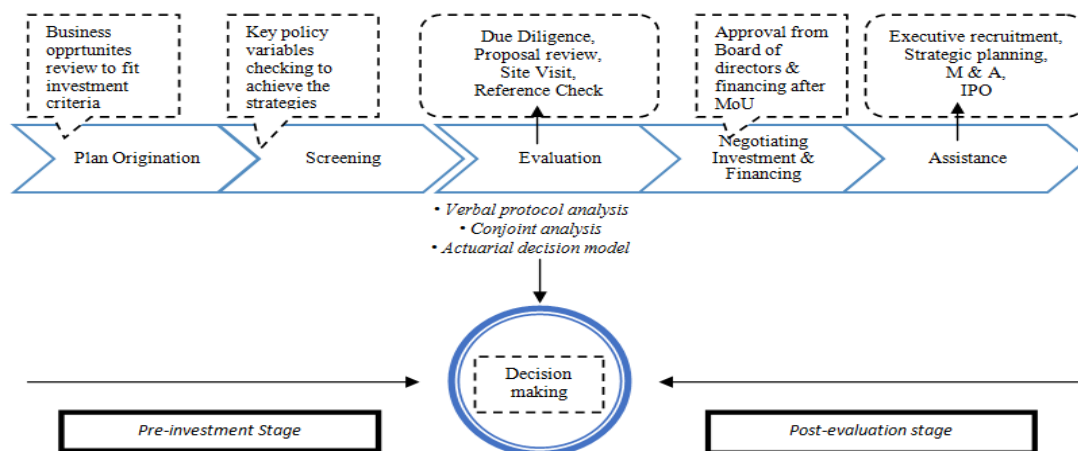 Business
opprtunites
review to fit
investment
criteria
Key policy
variables
checking to
achieve the
strategies
Due Diligence,
Proposal review,
Site Visit,
Reference Check
Approval from
Board of
directors &
financing after
MoU
Executive recruitment,
Strategic planning,
M & A,
IPO
Plan Origination
Screening
Evaluation
Negotiating
Investment &
Financing
Assistance
• Verbal protocol analysis
• Conjoint analysis
• Actuarial decision model
Decision
making
Pre-investment Stage
Post-evaluation stage